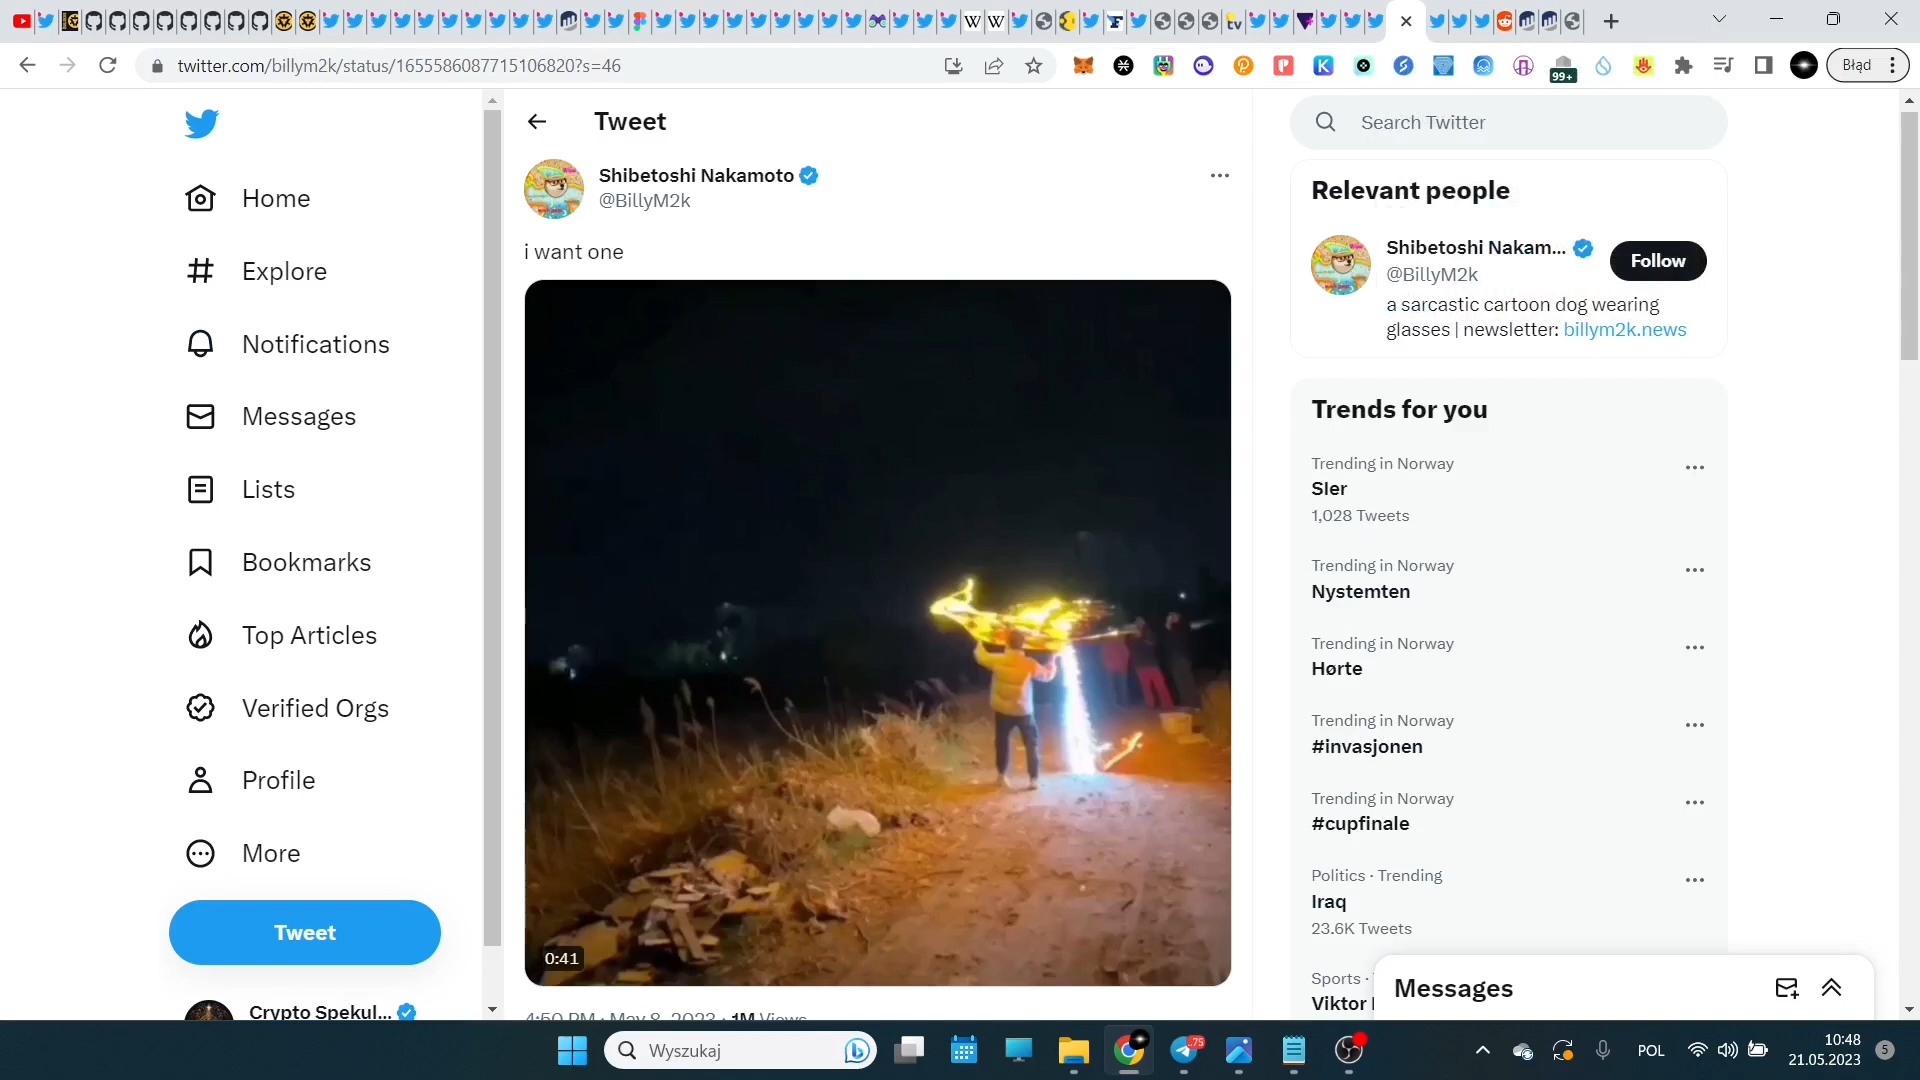 twitter.com/billym2k/status/1655586087715106820?s=46
99+
Błąd
Tweet
Search Twitter
Shibetoshi Nakamoto
@BillyM2k
i want one
0:41
4:50 PM · May 8, 2023 · 1M Views
Home
Explore
Notifications
Messages
Lists
Bookmarks
Top Articles
Verified Orgs
Profile
More
Tweet
Crypto Spekul...
Relevant people
Shibetoshi Nakam...
@BillyM2k
Follow
a sarcastic cartoon dog wearing
glasses | newsletter: billym2k.news
Trends for you
Trending in Norway
Sler
1,028 Tweets
Trending in Norway
Nystemten
Trending in Norway
Hørte
Trending in Norway
#invasjonen
Trending in Norway
#cupfinale
Politics · Trending
Iraq
23.6K Tweets
Sports ·
Viktor
Messages
Wyszukaj
.75
POL
10:48
21.05.2023
5